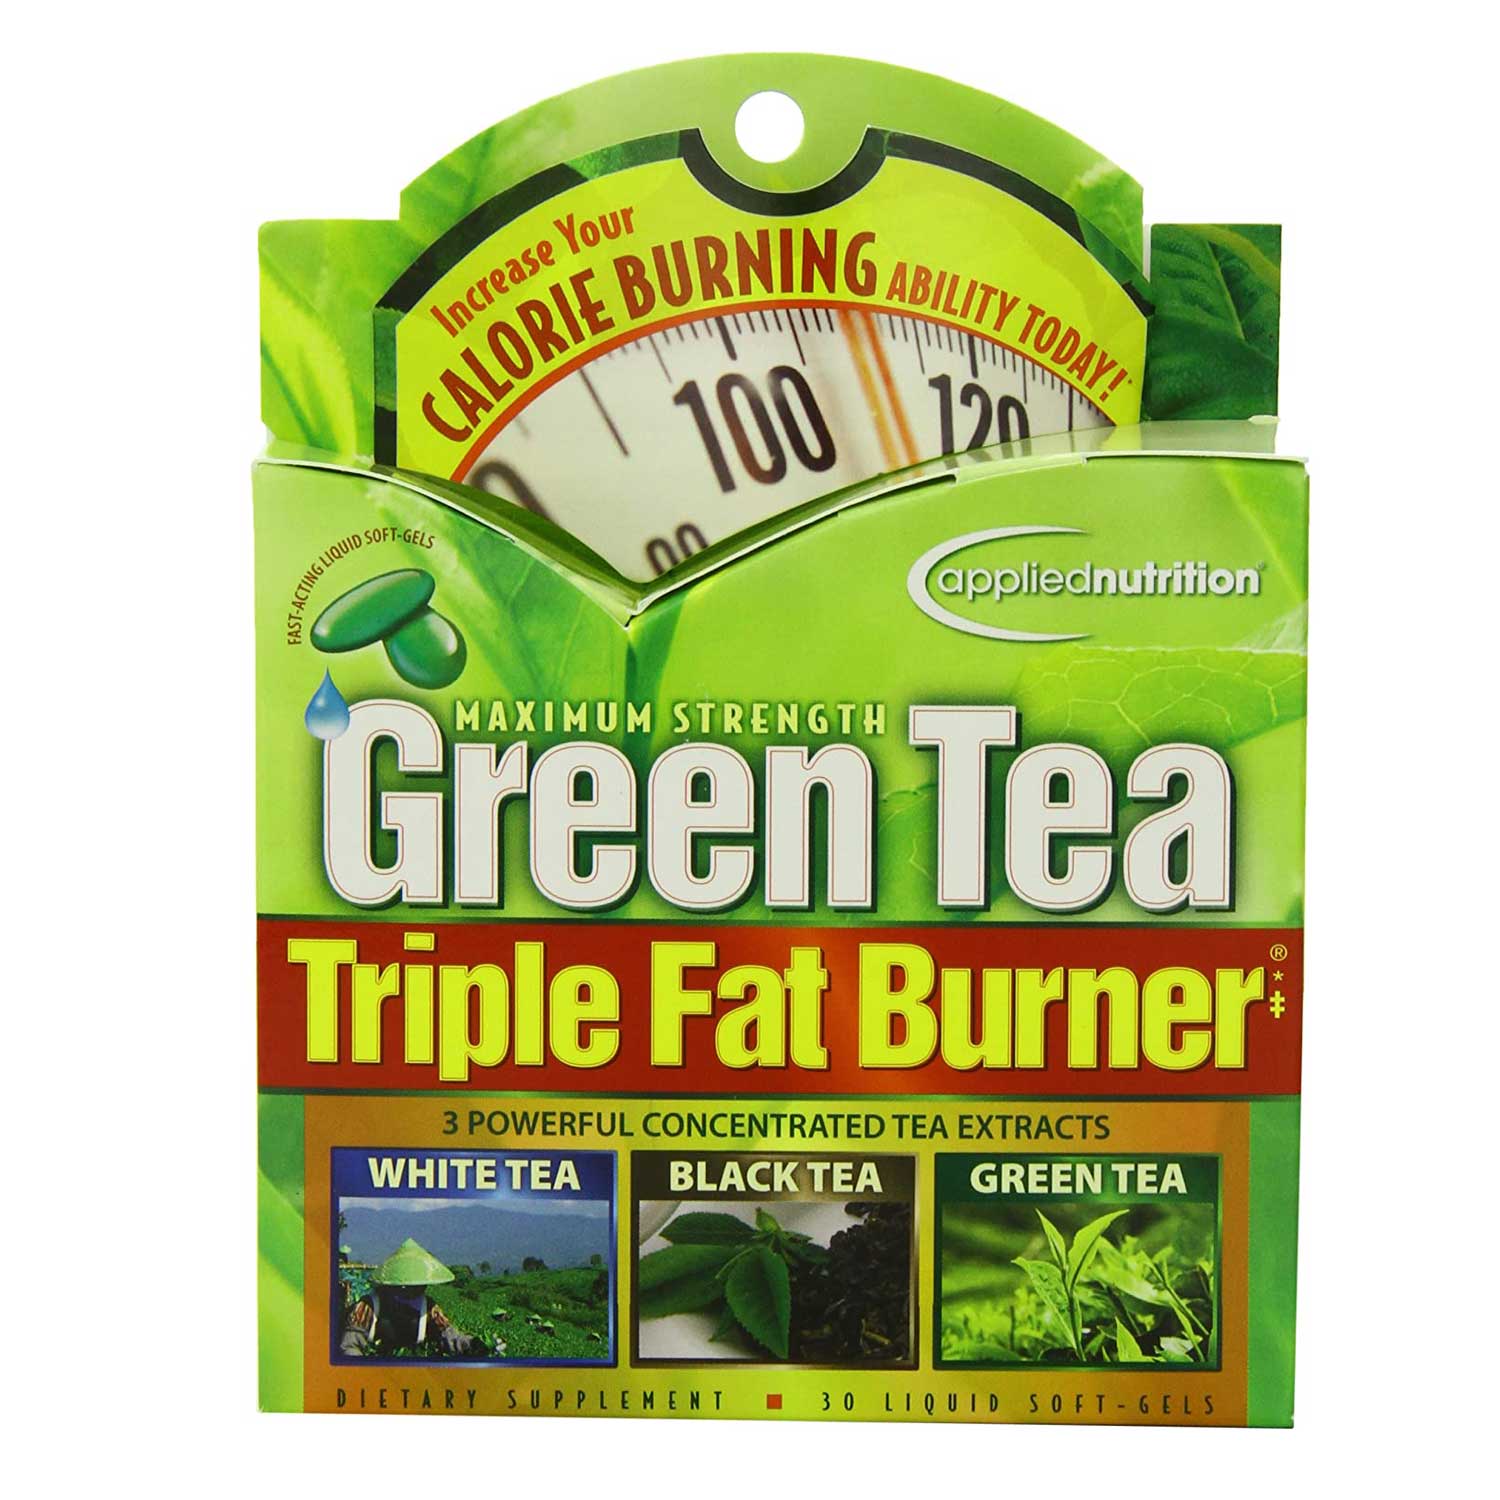 Increase Your
CALORIE BURNING ABILITY TODAY!*
100
120
FAST-ACTING LIQUID SOFT-GELS
appliednutrition®
MAXIMUM STRENGTH
Green Tea
Triple Fat Burner®*‡
3 POWERFUL CONCENTRATED TEA EXTRACTS
WHITE TEA
BLACK TEA
GREEN TEA
DIETARY SUPPLEMENT ■ 30 LIQUID SOFT-GELS